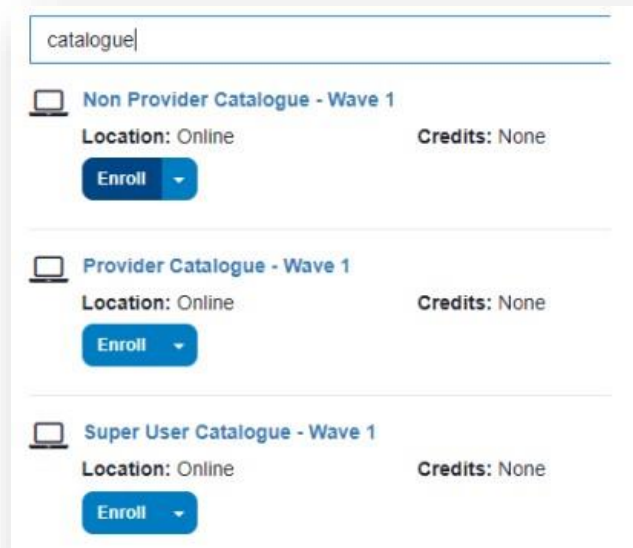 catalogue
Non Provider Catalogue - Wave 1
Location: Online Credits: None
Enroll
Provider Catalogue - Wave 1
Location: Online Credits: None
Enroll
Super User Catalogue - Wave 1
Location: Online Credits: None
Enroll